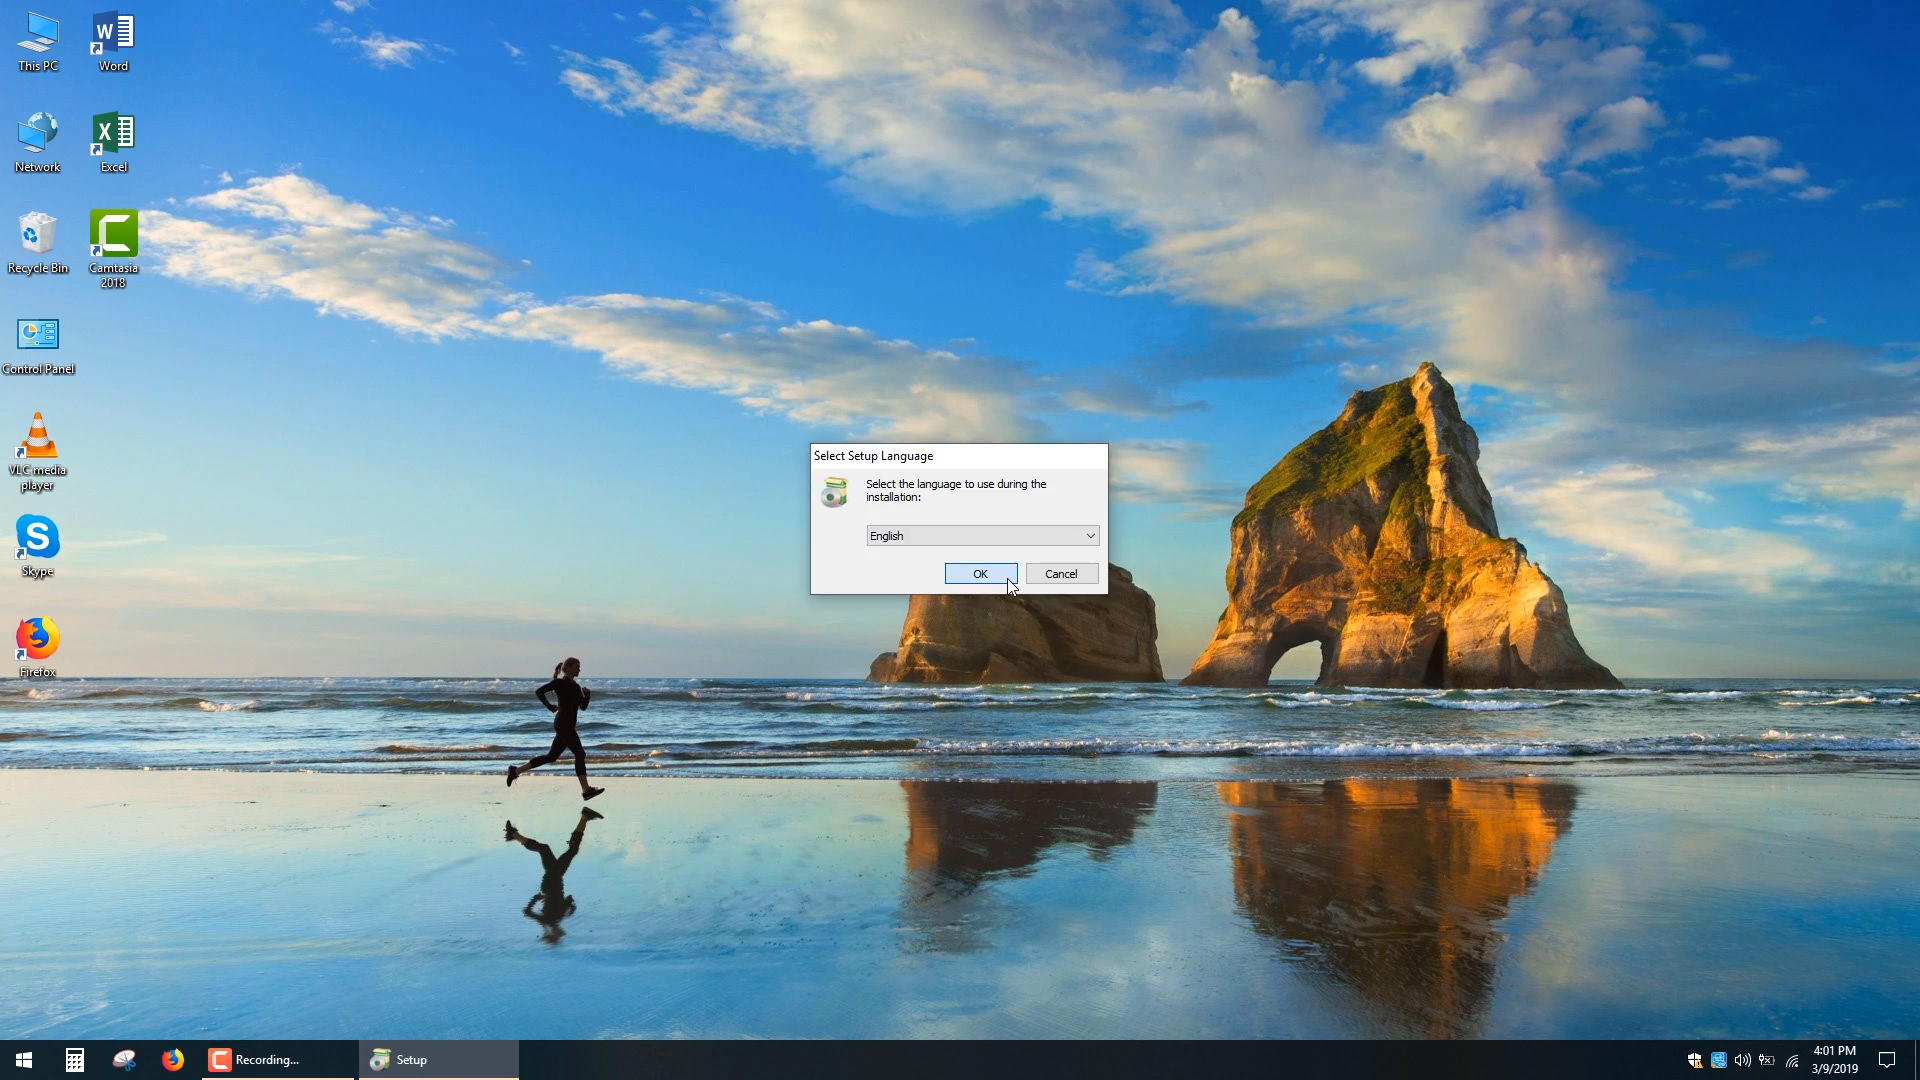 This PC
Word
Network
Excel
Recycle Bin
Camtasia
2018
Control Panel
VLC media
player
Skype
Firefox
Select Setup Language
Select the language to use during the
installation:
English
OK
Cancel
Recording...
Setup
4:01 PM
3/9/2019